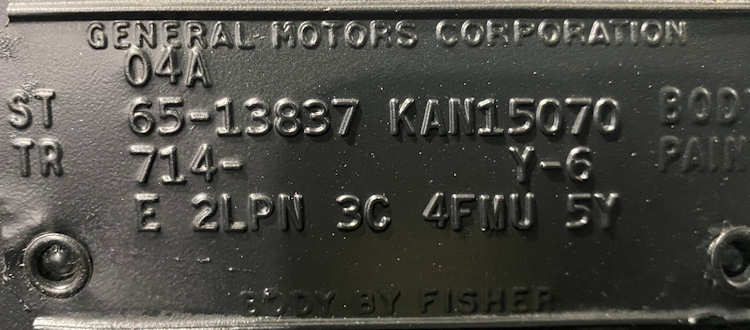 GENERAL MOTORS CORPORATION
04A
ST 65-13837 KAN15070 BODY
TR 714- Y-6 PAIN
E 2LPN 3C 4FMU 5Y
BODY BY FISHER